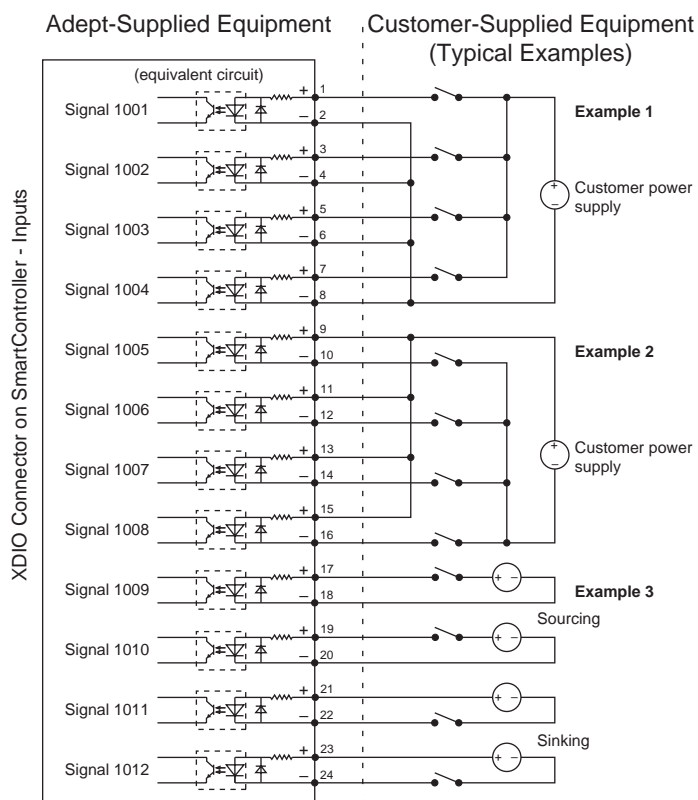 Adept-Supplied Equipment
Customer-Supplied Equipment
(Typical Examples)
XDIO Connector on SmartController - Inputs
(equivalent circuit)
Signal 1001
+ 1
– 2
Example 1
Signal 1002
+ 3
– 4
Signal 1003
+ 5
– 6
+
–
Customer power
supply
Signal 1004
+ 7
– 8
Signal 1005
+ 9
– 10
Example 2
Signal 1006
+ 11
– 12
Signal 1007
+ 13
– 14
+
–
Customer power
supply
Signal 1008
+ 15
– 16
Signal 1009
+ 17
– 18
+ –
Example 3
Signal 1010
+ 19
– 20
+ –
Sourcing
Signal 1011
+ 21
– 22
+ –
Signal 1012
+ 23
– 24
+ –
Sinking